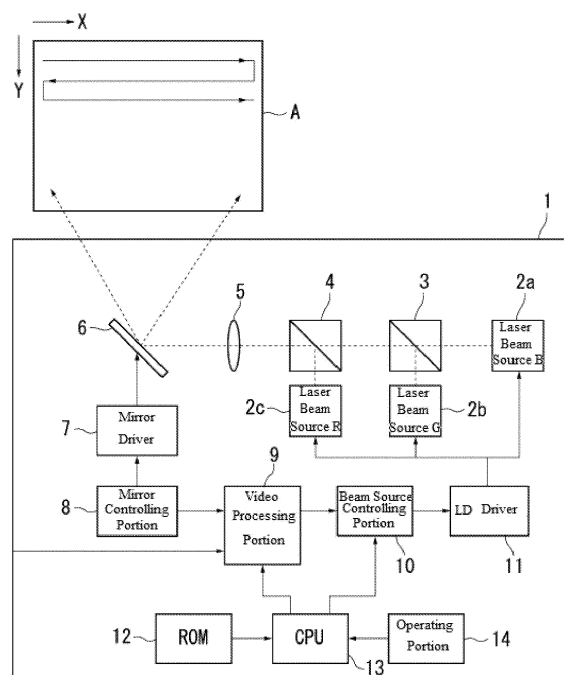 X
Y
A
1
6
5
4
3
2a
Laser
Beam
Source B
2c
Laser
Beam
Source R
Laser
Beam
Source G
2b
7
Mirror
Driver
9
8
Mirror
Controlling
Portion
Video
Processing
Portion
Beam Source
Controlling
Portion
10
LD Driver
11
12
ROM
CPU
13
Operating
Portion
14